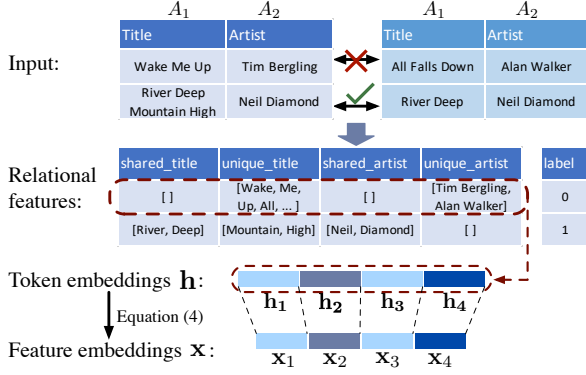 A1 A2 A1 A2
Title Artist Title Artist
Input:
Wake Me Up Tim Bergling All Falls Down Alan Walker
River Deep
Mountain High Neil Diamond River Deep Neil Diamond
Relational
features:
shared_title unique_title shared_artist unique_artist label
[ ] [Wake, Me,
Up, All, ... ] [ ] [Tim Bergling,
Alan Walker] 0
[River, Deep] [Mountain, High] [Neil, Diamond] [ ] 1
Token embeddings h:
h1 h2 h3 h4
Equation (4)
Feature embeddings x:
x1 x2 x3 x4